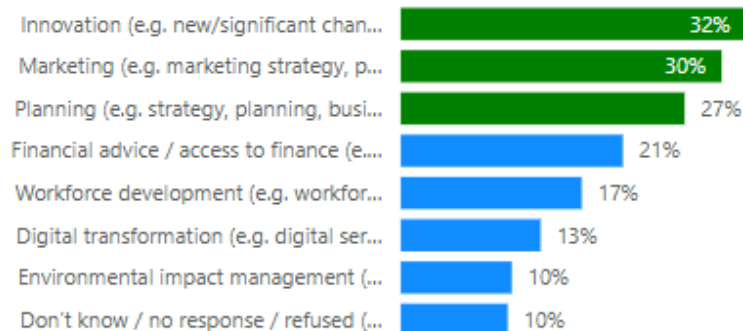 Innovation (e.g. new/significant chan... 32%
Marketing (e.g. marketing strategy, p... 30%
Planning (e.g. strategy, planning, busi... 27%
Financial advice / access to finance (e.... 21%
Workforce development (e.g. workfor... 17%
Digital transformation (e.g. digital ser... 13%
Environmental impact management (... 10%
Don't know / no response / refused (... 10%